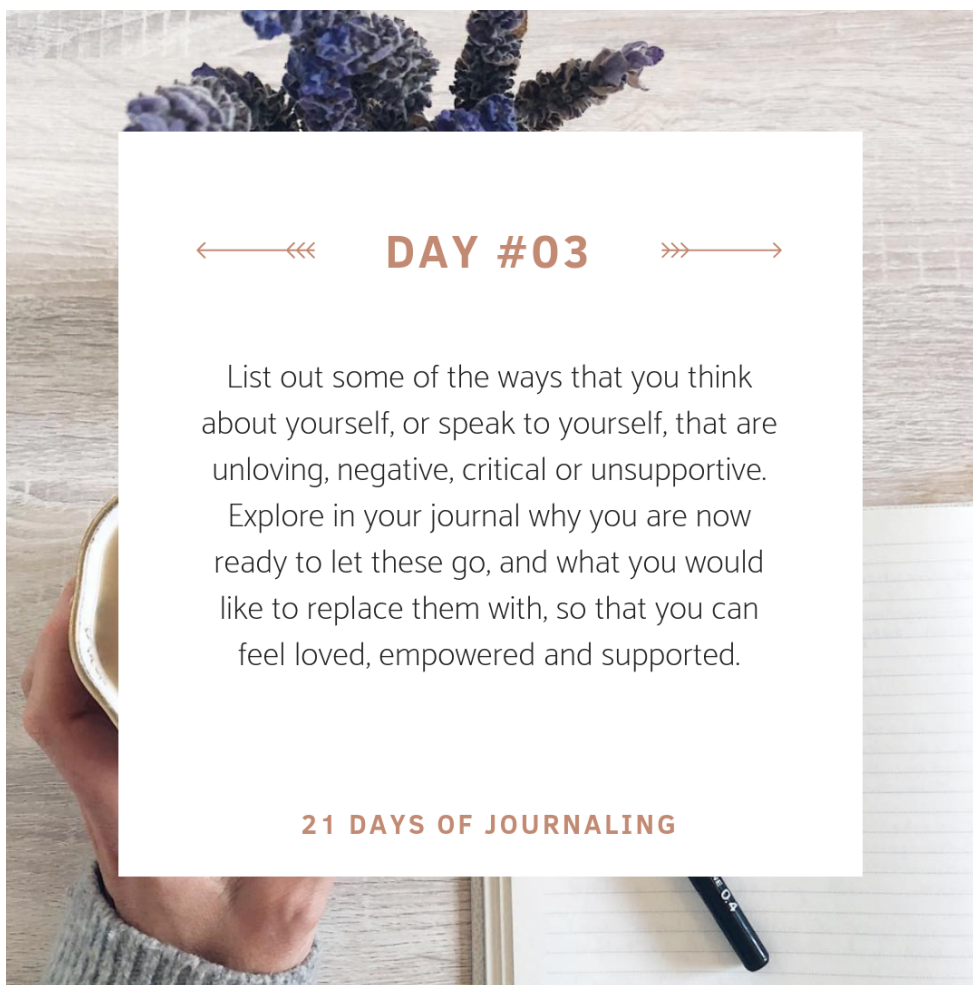 DAY #03
List out some of the ways that you think
about yourself, or speak to yourself, that are
unloving, negative, critical or unsupportive.
Explore in your journal why you are now
ready to let these go, and what you would
like to replace them with, so that you can
feel loved, empowered and supported.
21 DAYS OF JOURNALING
0.4